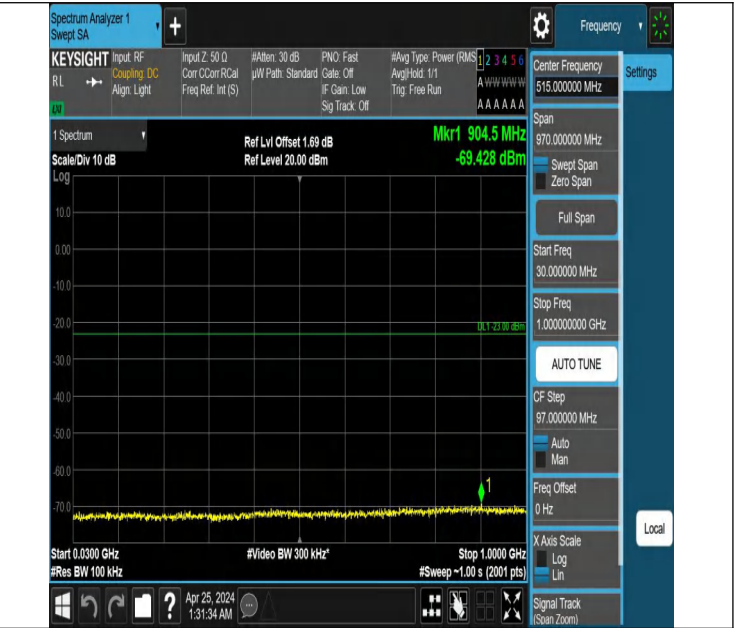 Spectrum Analyzer 1
Swept SA
+
Frequency
KEYSIGHT
RL
Input: RF
Coupling: DC
Align: Light
Input Z: 50 Ω
Corr CCorr RCal
Freq Ref: Int (S)
#Atten: 30 dB
µW Path: Standard
PNO: Fast
Gate: Off
IF Gain: Low
Sig Track: Off
#Avg Type: Power (RMS
Avg|Hold: 1/1
Trig: Free Run
1 2 3 4 5 6
A W W W W W
A A A A A A
1 Spectrum
Scale/Div 10 dB
Log
Ref Lvl Offset 1.69 dB
Ref Level 20.00 dBm
Mkr1 904.5 MHz
-69.428 dBm
10.0
0.00
-10.0
-20.0
DL1 -23.00 dBm
-30.0
-40.0
-50.0
-60.0
1
-70.0
Start 0.0300 GHz
#Video BW 300 kHz*
Stop 1.0000 GHz
#Res BW 100 kHz
#Sweep ~1.00 s (2001 pts)
Center Frequency
515.000000 MHz
Settings
Span
970.000000 MHz
Swept Span
Zero Span
Full Span
Start Freq
30.000000 MHz
Stop Freq
1.000000000 GHz
AUTO TUNE
CF Step
97.000000 MHz
Auto
Man
Freq Offset
0 Hz
X Axis Scale
Log
Lin
Local
Signal Track
(Span Zoom)
?
Apr 25, 2024
1:31:34 AM